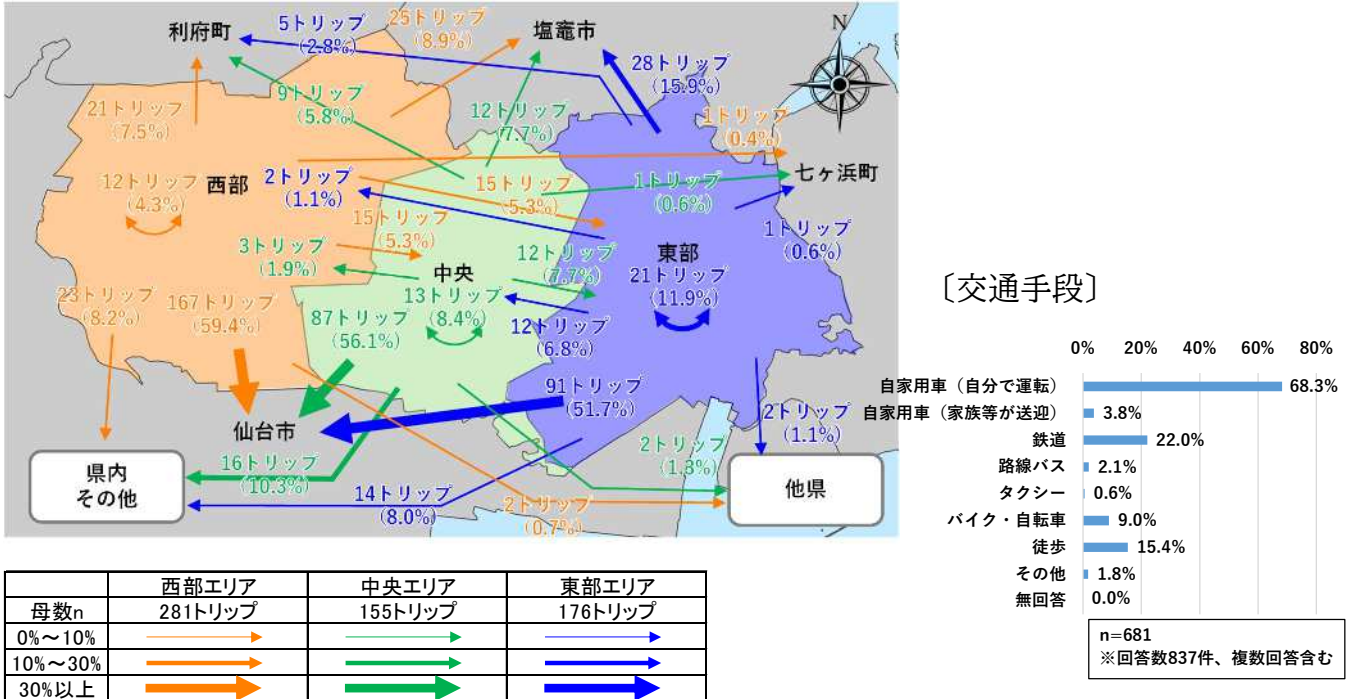 利府町
5トリップ
(2.8%)
25トリップ
(8.9%)
塩竈市
N
28トリップ
(15.9%)
9トリップ
(5.8%)
21トリップ
(7.5%)
12トリップ
(7.7%)
1トリップ
(0.4%)
七ヶ浜町
12トリップ
(4.3%)
西部
2トリップ
(1.1%)
15トリップ
(5.3%)
1トリップ
(0.6%)
15トリップ
(5.3%)
1トリップ
(0.6%)
3トリップ
(1.9%)
中央
12トリップ
(7.7%)
東部
21トリップ
(11.9%)
23トリップ
(8.2%)
167トリップ
(59.4%)
87トリップ
(56.1%)
13トリップ
(8.4%)
12トリップ
(6.8%)
91トリップ
(51.7%)
2トリップ
(1.1%)
仙台市
県内
その他
16トリップ
(10.3%)
14トリップ
(8.0%)
2トリップ
(0.7%)
2トリップ
(1.3%)
他県
西部エリア 中央エリア 東部エリア
母数n 281トリップ 155トリップ 176トリップ
0%~10%
10%~30%
30%以上
〔交通手段〕
0% 20% 40% 60% 80%
自家用車（自分で運転） 68.3%
自家用車（家族等が送迎） 3.8%
鉄道 22.0%
路線バス 2.1%
タクシー 0.6%
バイク・自転車 9.0%
徒歩 15.4%
その他 1.8%
無回答 0.0%
n=681
※回答数837件、複数回答含む